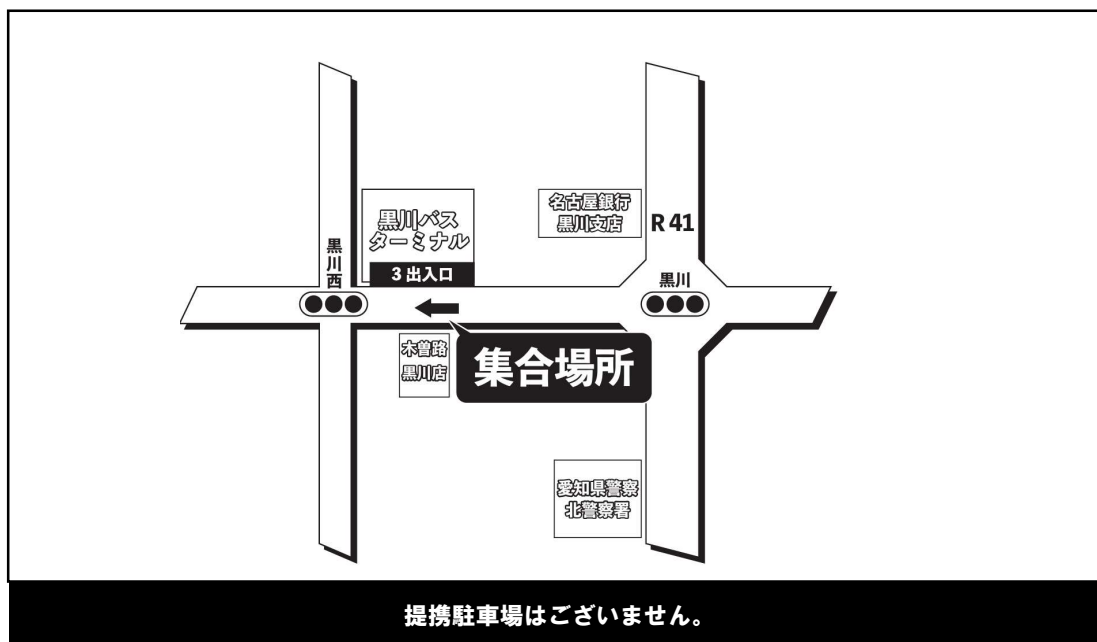 黒川バス
ターミナル
3出入口
名古屋銀行
黒川支店
R 41
黒川西
黒川
木曽路
黒川店
集合場所
愛知県警察
北警察署
提携駐車場はございません。